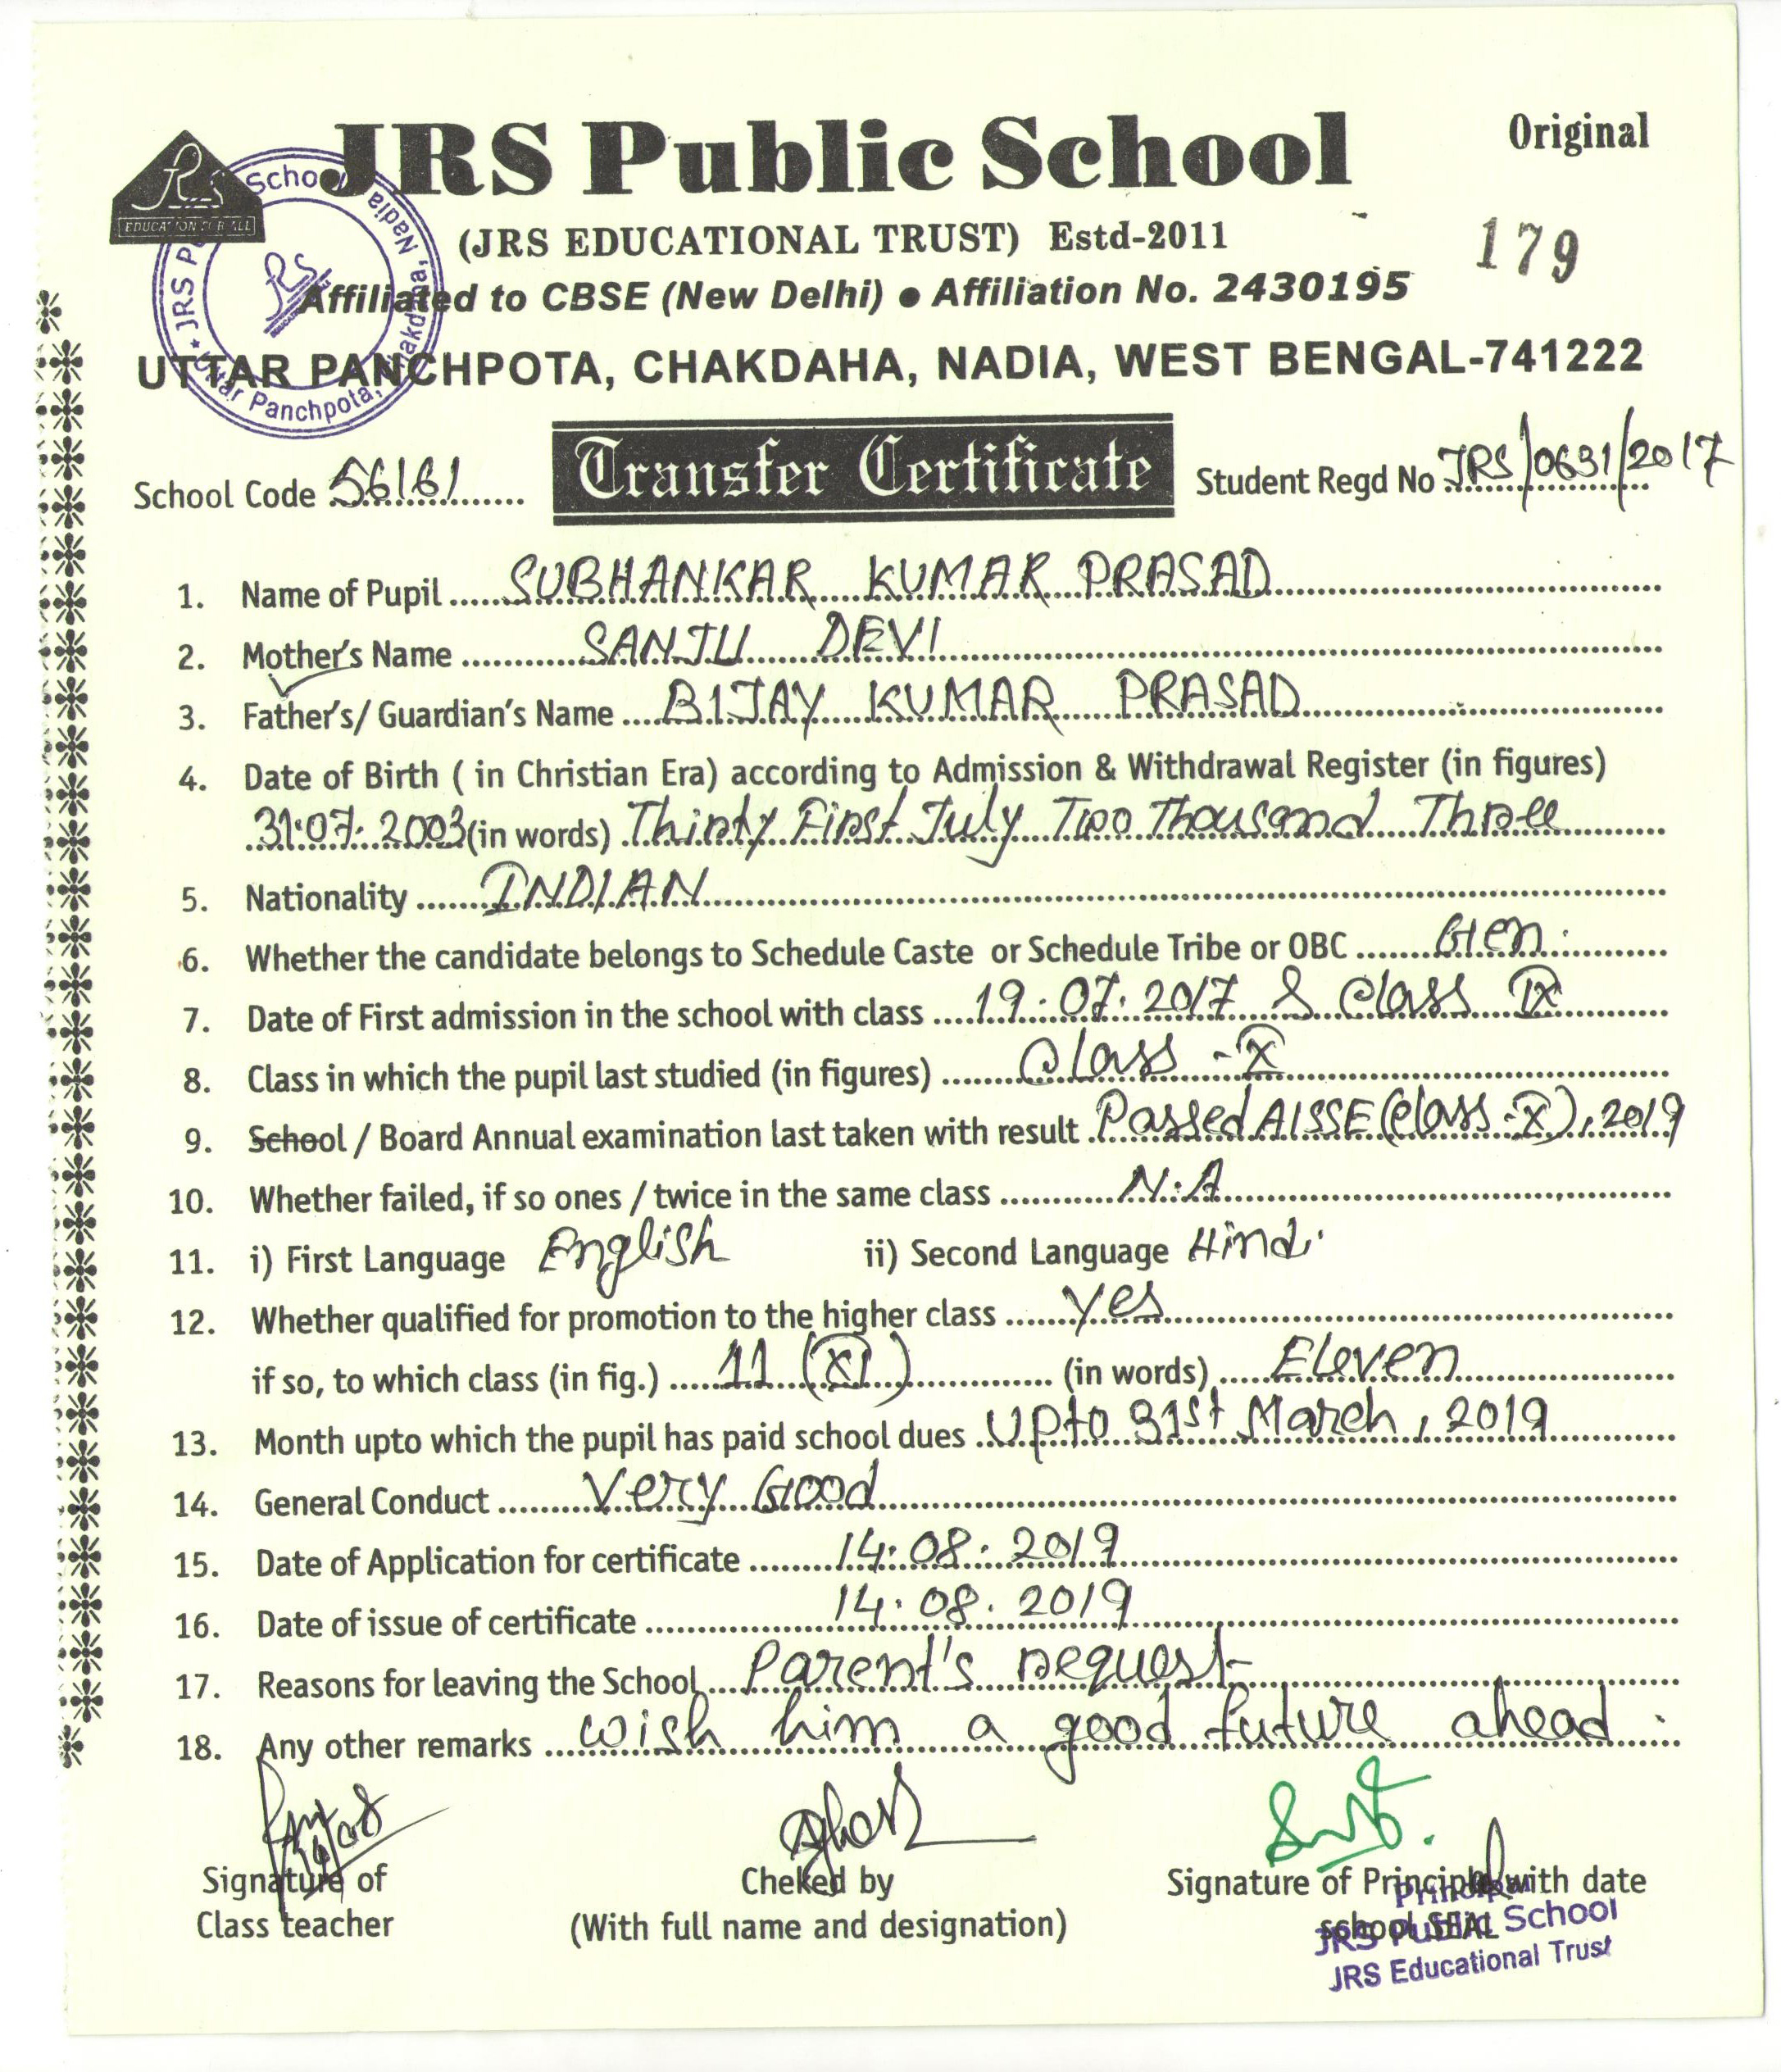 JRS Public School
Original
JRS
EDUCATION FOR ALL
(JRS EDUCATIONAL TRUST) Estd-2011
179
Affiliated to CBSE (New Delhi) ● Affiliation No. 2430195
UTTAR PANCHPOTA, CHAKDAHA, NADIA, WEST BENGAL-741222
School Code 56161
Transfer Certificate
Student Regd No JRS/0631/2017
1. Name of Pupil SUBHANKAR KUMAR PRASAD
2. Mother's Name SANJU DEVI
3. Father's/ Guardian's Name BIJAY KUMAR PRASAD
4. Date of Birth ( in Christian Era) according to Admission & Withdrawal Register (in figures)
31.07.2003 (in words) Thirty First July Two Thousand Three
5. Nationality INDIAN
6. Whether the candidate belongs to Schedule Caste or Schedule Tribe or OBC Gen.
7. Date of First admission in the school with class 19.07.2017 & Class IX
8. Class in which the pupil last studied (in figures) Class - X
9. School / Board Annual examination last taken with result Passed AISSE (Class-X), 2019
10. Whether failed, if so ones / twice in the same class N.A
11. i) First Language English ii) Second Language Hindi
12. Whether qualified for promotion to the higher class Yes
if so, to which class (in fig.) 11 (XI) (in words) Eleven
13. Month upto which the pupil has paid school dues Upto 31st March, 2019
14. General Conduct Very Good
15. Date of Application for certificate 14.08.2019
16. Date of issue of certificate 14.08.2019
17. Reasons for leaving the School Parent's request
18. Any other remarks wish him a good future ahead.
Signature of
Class teacher
Cheked by
(With full name and designation)
Signature of Principle with date
school SEAL
Principal
JRS Public School
JRS Educational Trust